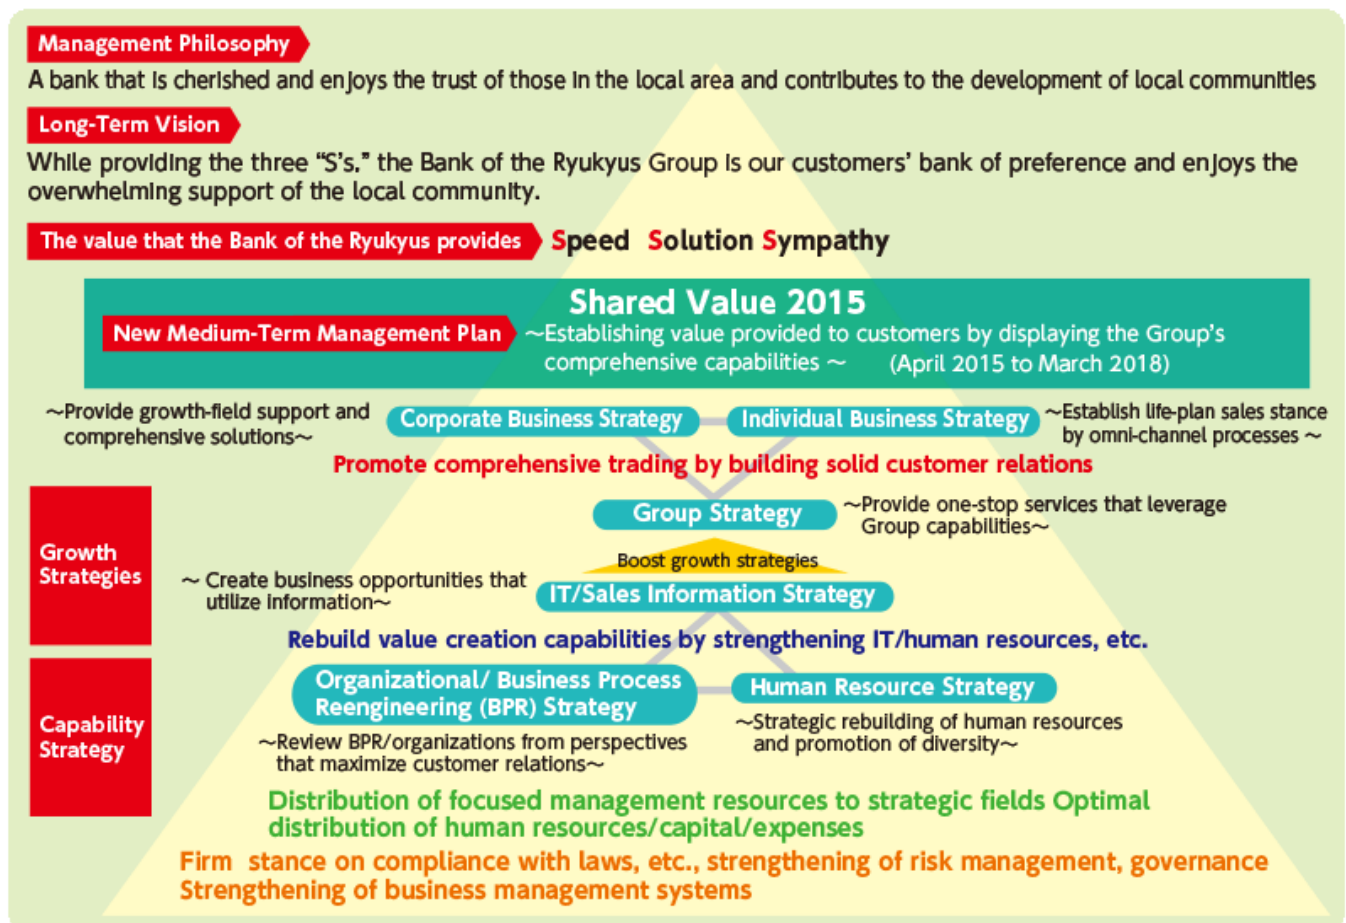 Management Philosophy
A bank that is cherished and enjoys the trust of those in the local area and contributes to the development of local communities
Long-Term Vision
While providing the three “S’s,” the Bank of the Ryukyus Group is our customers’ bank of preference and enjoys the
overwhelming support of the local community.
The value that the Bank of the Ryukyus provides Speed Solution Sympathy
Shared Value 2015
New Medium-Term Management Plan
～Establishing value provided to customers by displaying the Group’s
comprehensive capabilities～ (April 2015 to March 2018)
～Provide growth-field support and
comprehensive solutions～
Corporate Business Strategy
Individual Business Strategy
～Establish life-plan sales stance
by omni-channel processes ～
Promote comprehensive trading by building solid customer relations
Growth
Strategies
Group Strategy
～Provide one-stop services that leverage
Group capabilities～
Boost growth strategies
～ Create business opportunities that
utilize information～
IT/Sales Information Strategy
Rebuild value creation capabilities by strengthening IT/human resources, etc.
Capability
Strategy
Organizational/ Business Process
Reengineering (BPR) Strategy
Human Resource Strategy
～Review BPR/organizations from perspectives
that maximize customer relations～
～Strategic rebuilding of human resources
and promotion of diversity～
Distribution of focused management resources to strategic fields Optimal
distribution of human resources/capital/expenses
Firm stance on compliance with laws, etc., strengthening of risk management, governance
Strengthening of business management systems